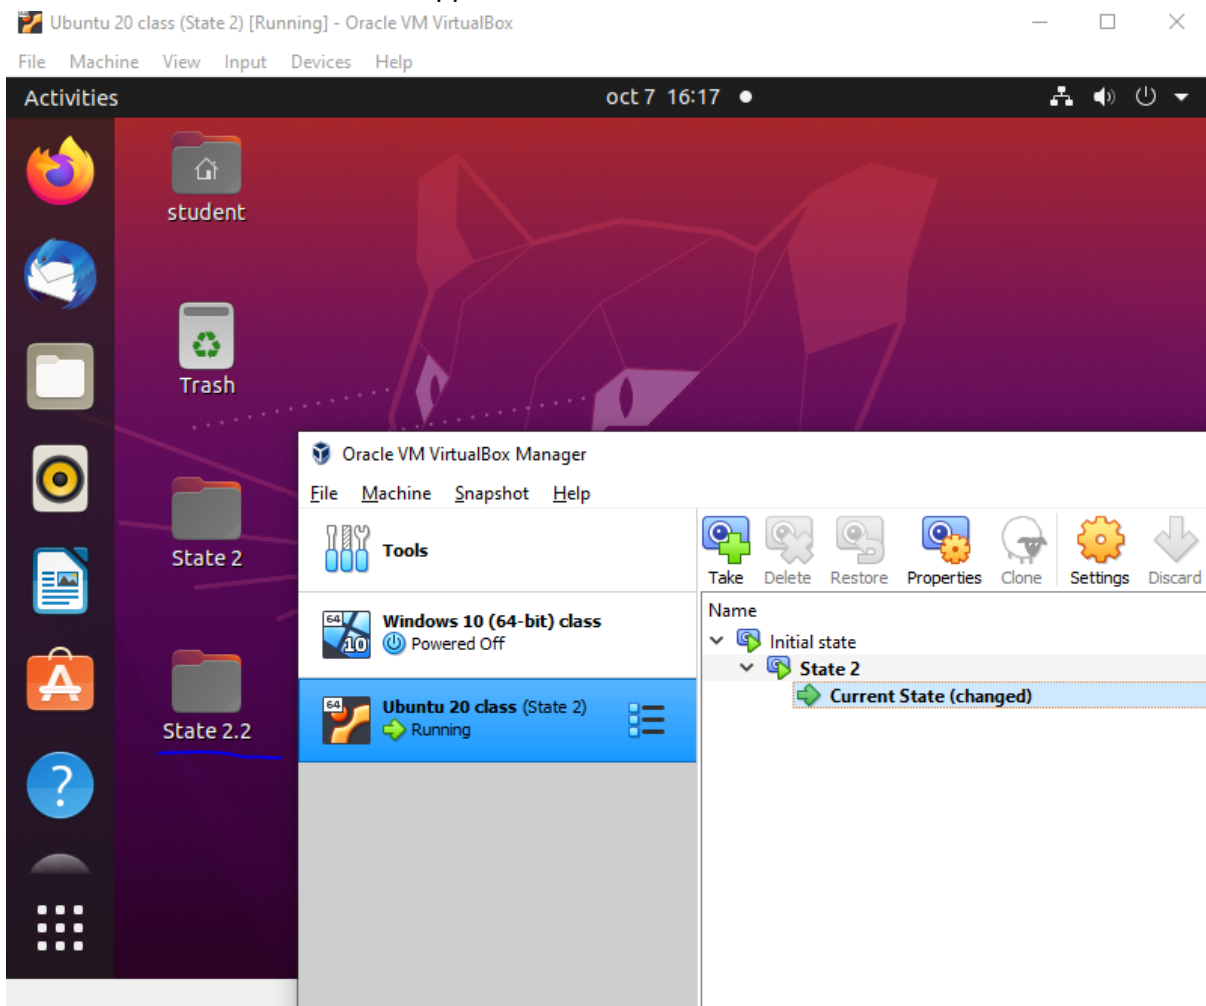 Ubuntu 20 class (State 2) [Running] - Oracle VM VirtualBox
File Machine View Input Devices Help
Activities
oct 7 16:17
student
Trash
State 2
State 2.2
Oracle VM VirtualBox Manager
File Machine Snapshot Help
Tools
Take Delete Restore Properties Clone Settings Discard
64
10
Windows 10 (64-bit) class
Powered Off
64
Ubuntu 20 class (State 2)
Running
Name
Initial state
State 2
Current State (changed)